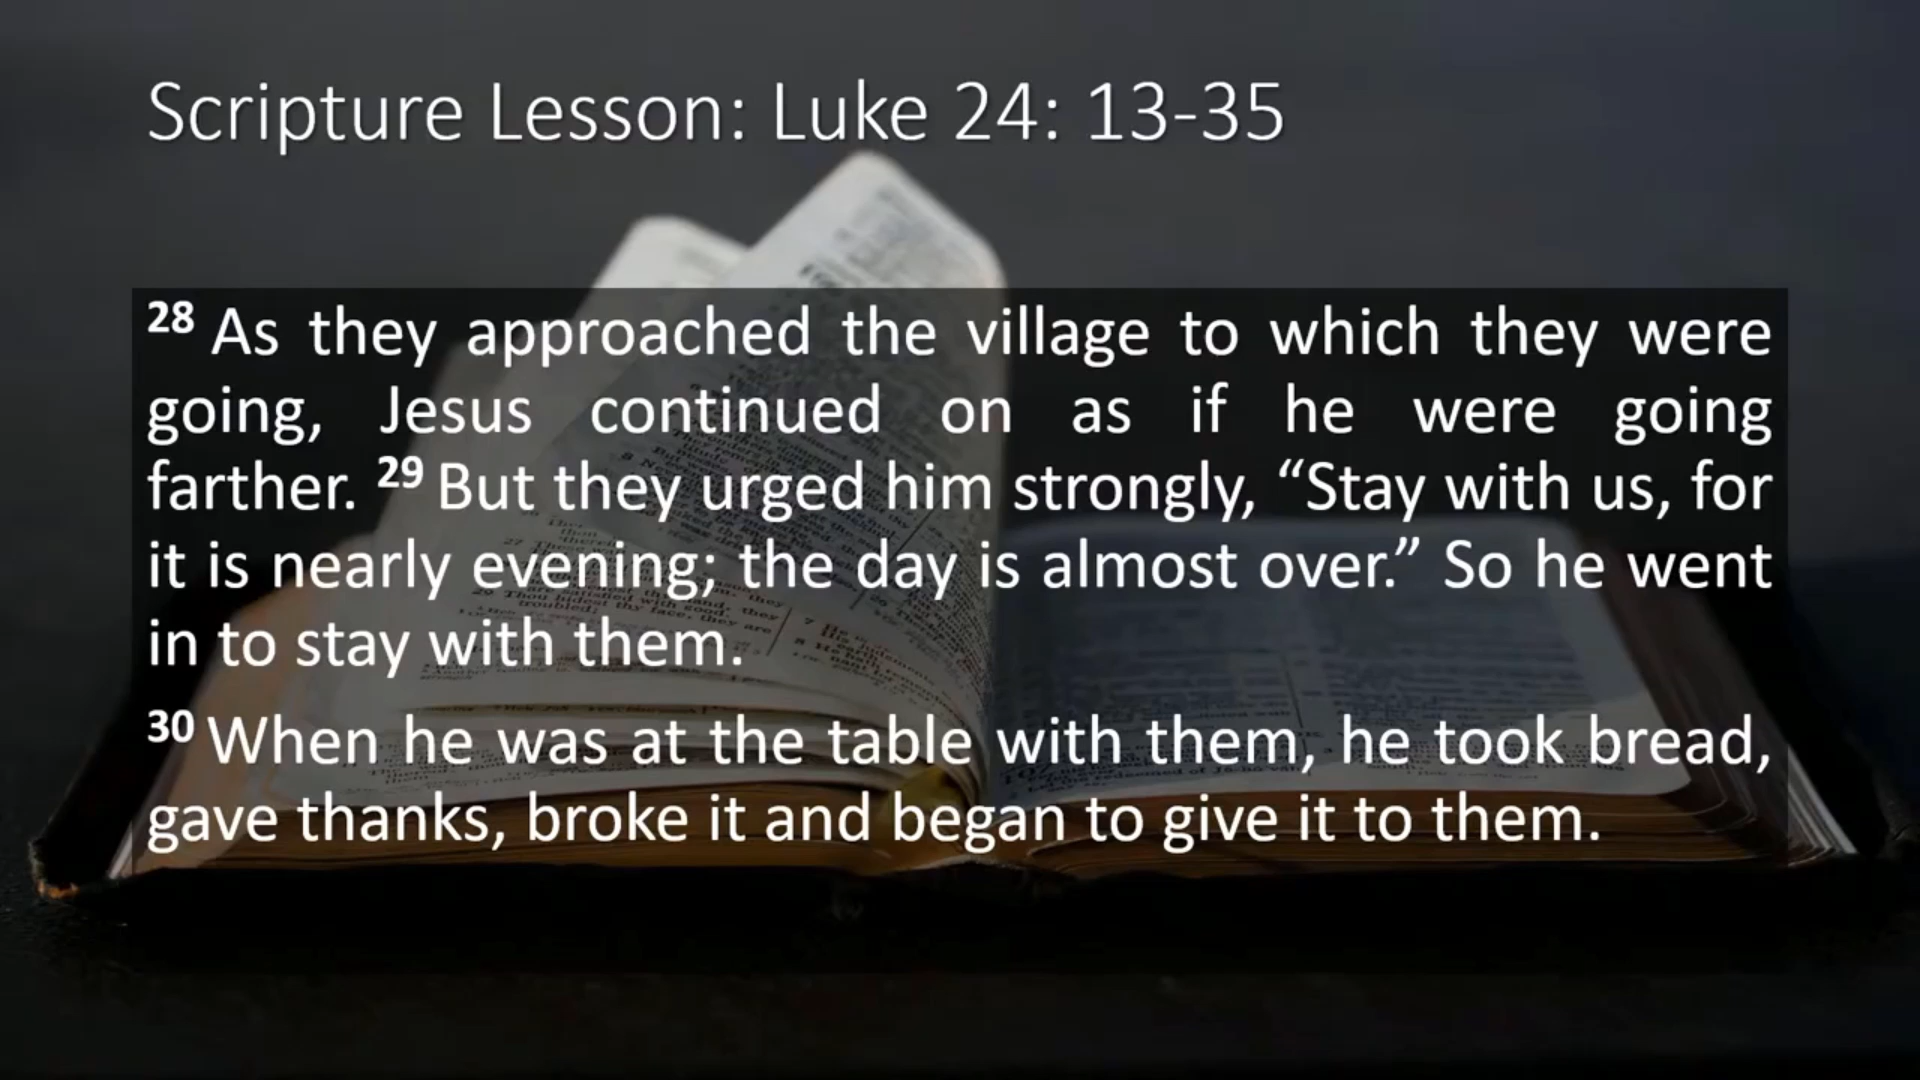 Scripture Lesson: Luke 24: 13-35
28 As they approached the village to which they were
going, Jesus continued on as if he were going
farther. 29 But they urged him strongly, “Stay with us, for
it is nearly evening; the day is almost over.” So he went
in to stay with them.
30 When he was at the table with them, he took bread,
gave thanks, broke it and began to give it to them.